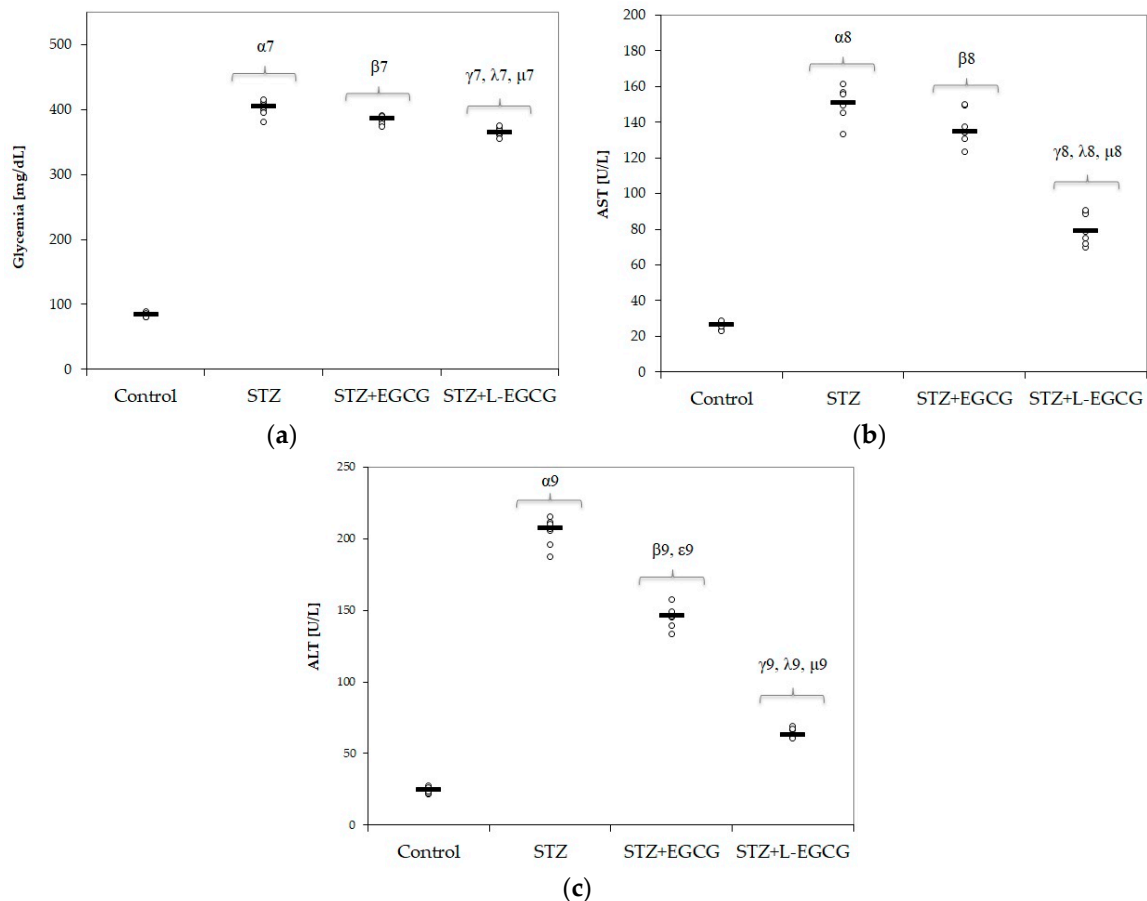 α7
β7
γ7, λ7, μ7
Glycemia [mg/dL]
500
400
300
200
100
0
Control STZ STZ+EGCG STZ+L-EGCG
(a)
α8
β8
γ8, λ8, μ8
AST [U/L]
200
180
160
140
120
100
80
60
40
20
0
Control STZ STZ+EGCG STZ+L-EGCG
(b)
α9
β9, ε9
γ9, λ9, μ9
ALT [U/L]
250
200
150
100
50
0
Control STZ STZ+EGCG STZ+L-EGCG
(c)